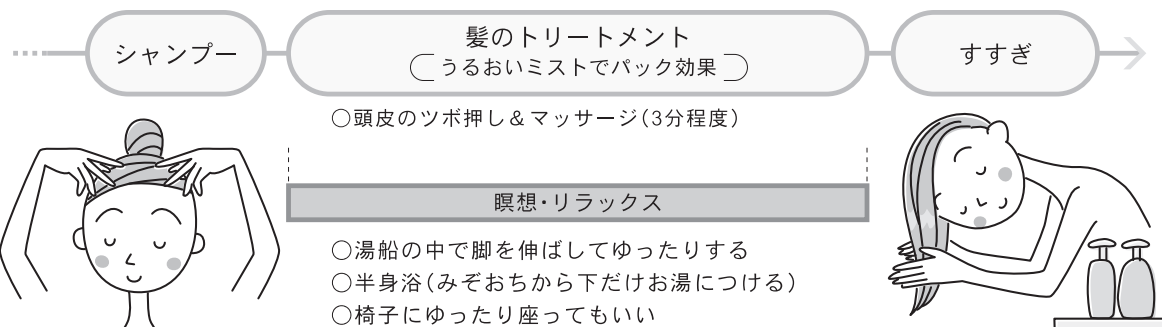 シャンプー
髪のトリートメント
うるおいミストでパック効果
すすぎ
○頭皮のツボ押し&マッサージ(3分程度)
瞑想・リラックス
○湯船の中で脚を伸ばしてゆったりする
○半身浴(みぞおちから下だけお湯につける)
○椅子にゆったり座ってもいい